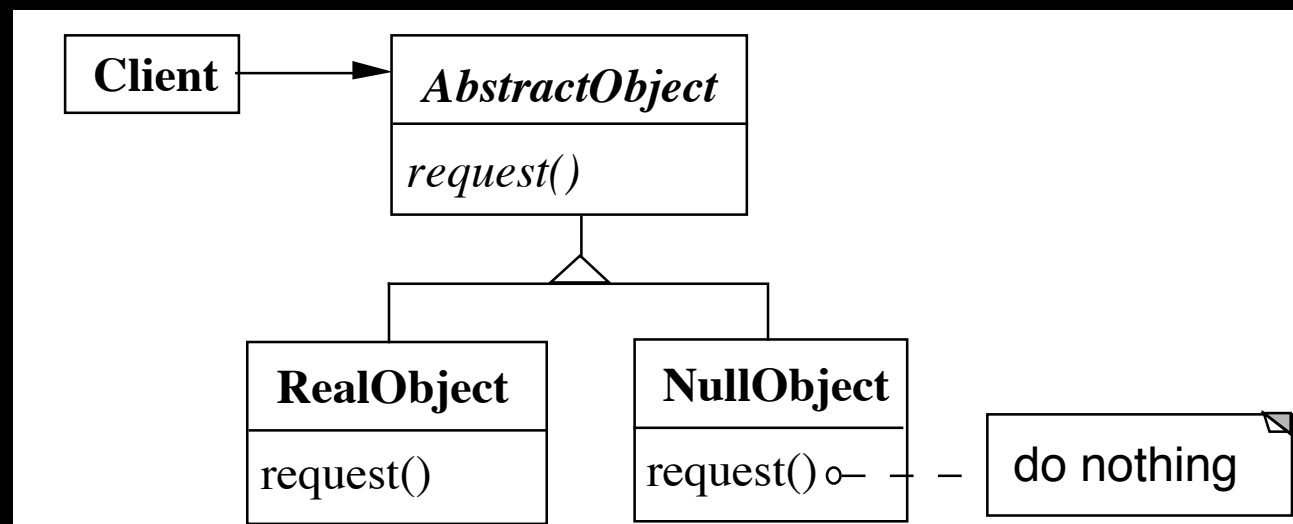 Client
AbstractObject
request()
RealObject
request()
NullObject
request()
do nothing